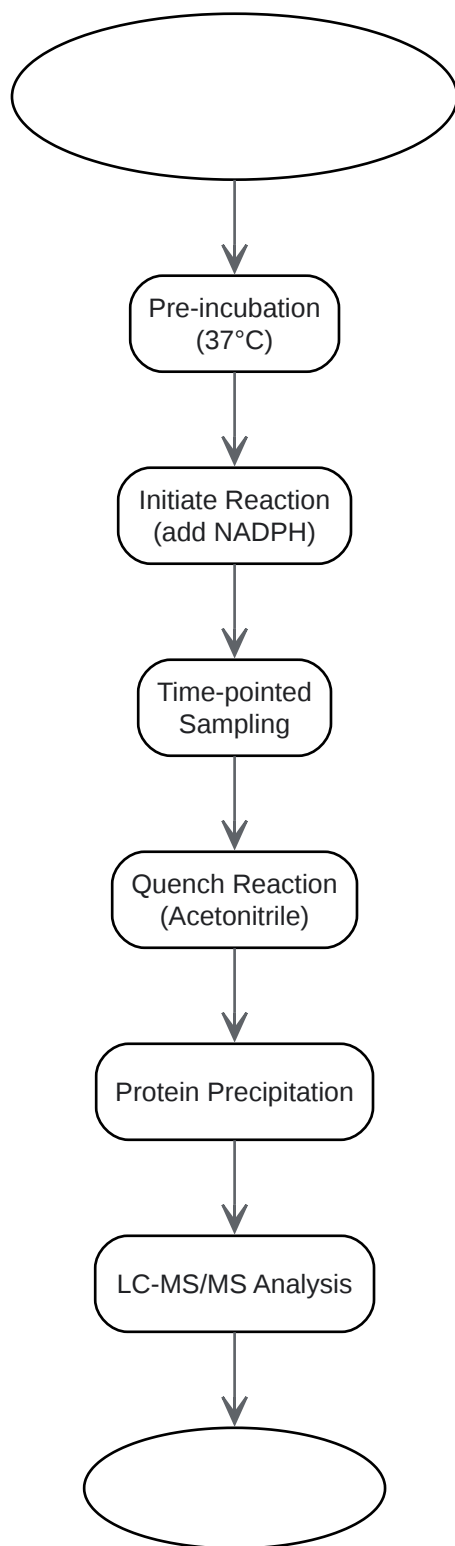 Pre-incubation
(37°C)
Initiate Reaction
(add NADPH)
Time-pointed
Sampling
Quench Reaction
(Acetonitrile)
Protein Precipitation
LC-MS/MS Analysis